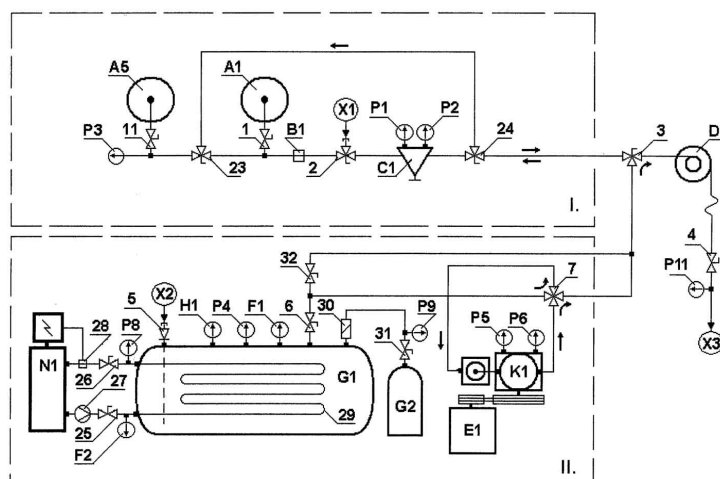 A5
A1
X1
P1
P2
P3
11
1
B1
24
3
D
23
2
C1
I.
4
32
7
P11
X2
5
H1
P4
F1
6
30
P9
P5
P6
X3
28
P8
31
N1
26
27
G1
K1
25
29
G2
E1
F2
II.